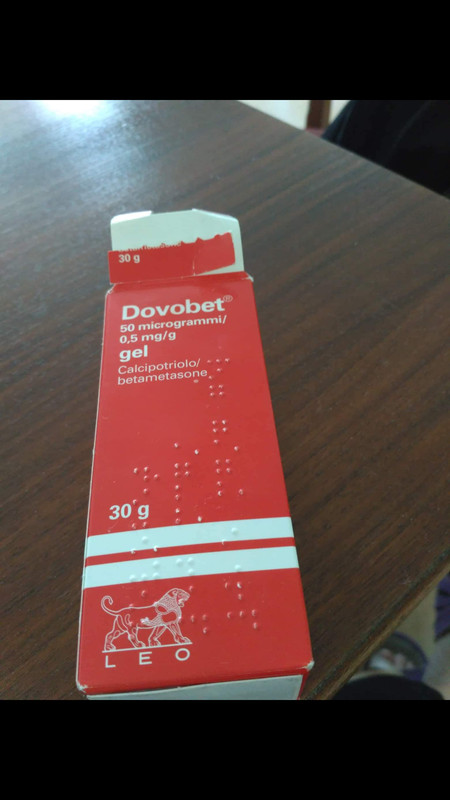 30 g
Dovobet®
50 microgrammi/
0,5 mg/g
gel
Calcipotriolo/
betametasone
30 g
LEO